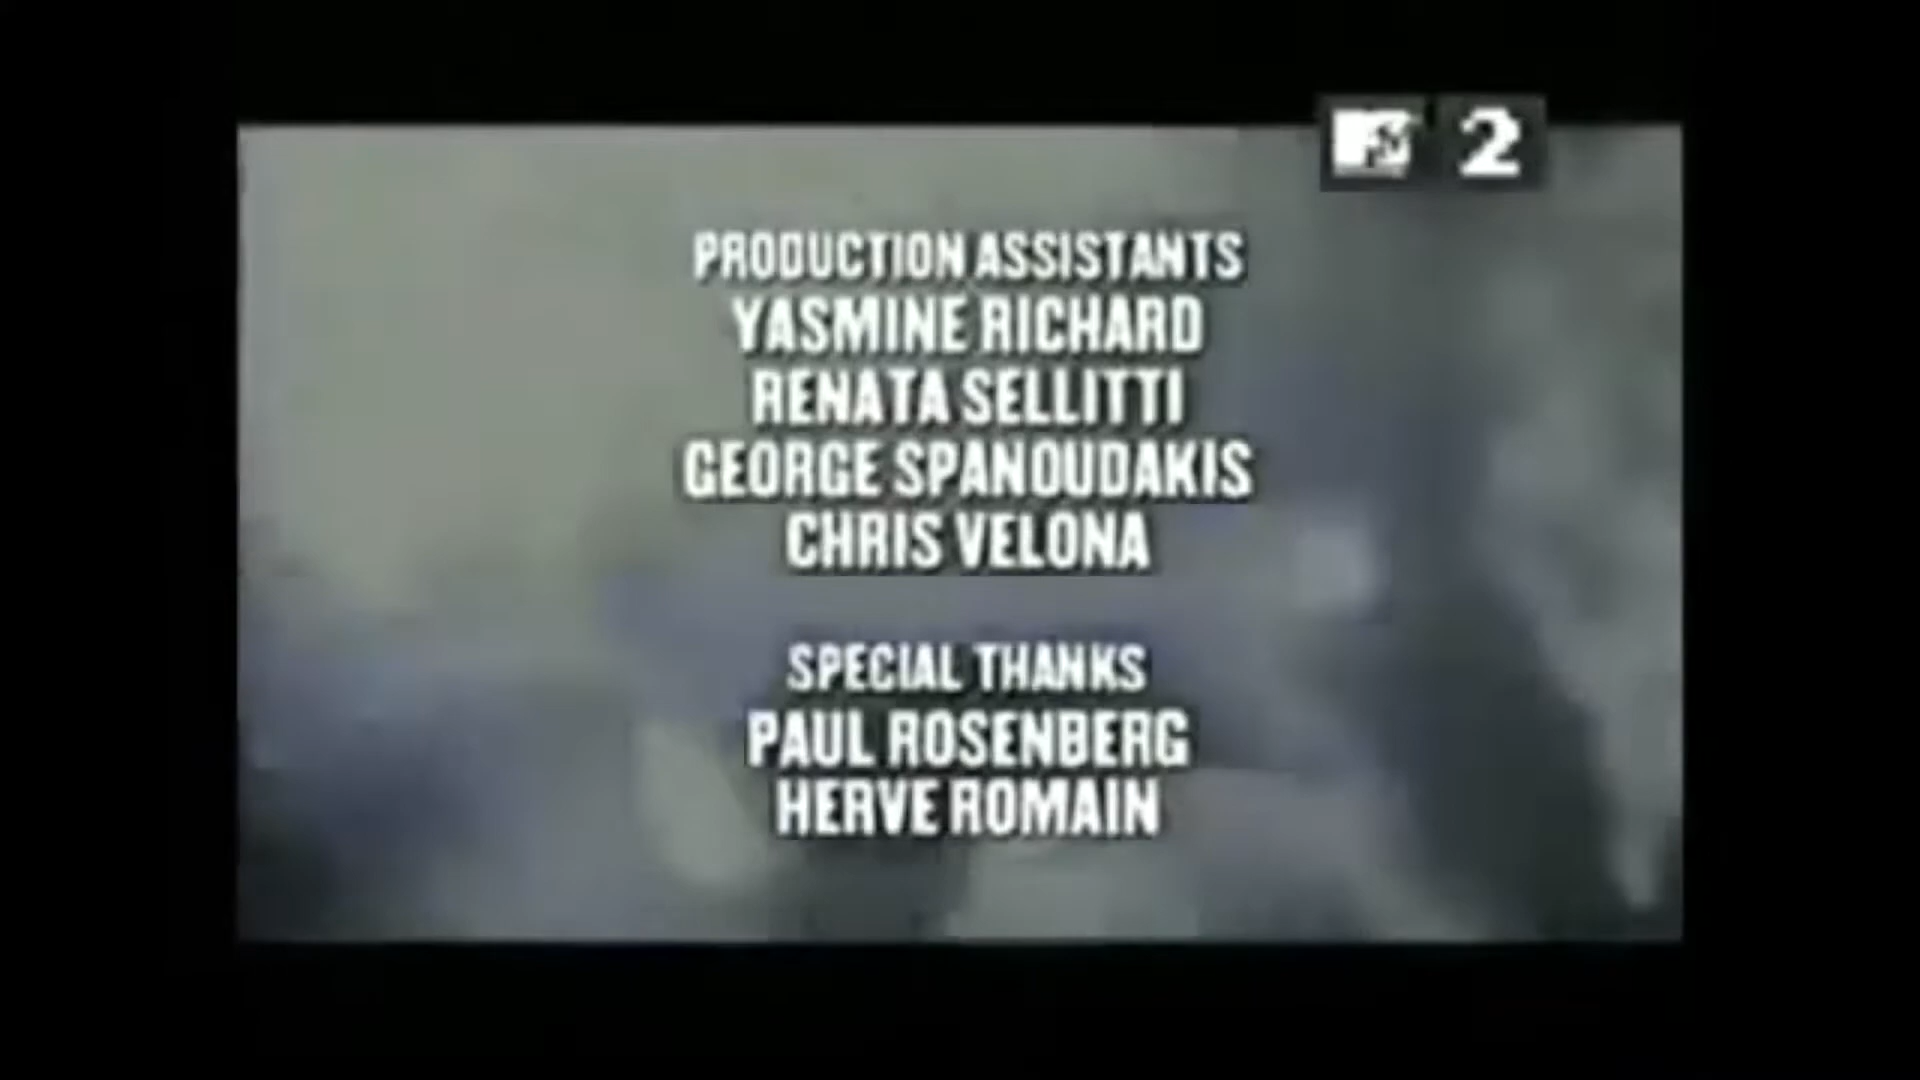 MTV 2
PRODUCTION ASSISTANTS
YASMINE RICHARD
RENATA SELLITTI
GEORGE SPANOUDAKIS
CHRIS VELONA
SPECIAL THANKS
PAUL ROSENBERG
HERVE ROMAIN